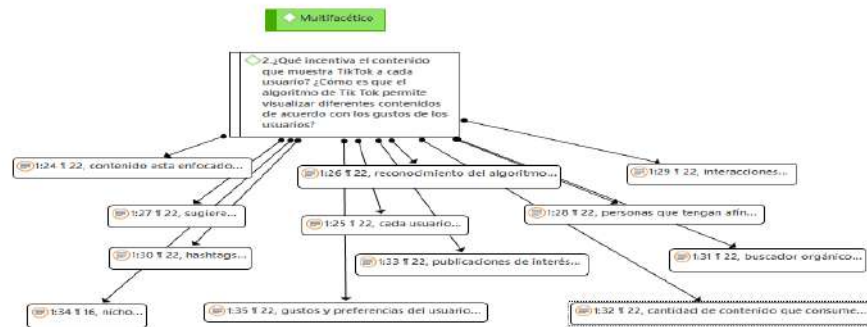 Multifacético
2.¿Qué incentiva el contenido
que muestra TikTok a cada
usuario? ¿Cómo es que el
algoritmo de Tik Tok permite
visualizar diferentes contenidos
de acuerdo con los gustos de los
usuarios?
1:24 ¶ 22, contenido esta enfocado...
1:26 ¶ 22, reconocimiento del algoritmo...
1:29 ¶ 22, interacciones...
1:27 ¶ 22, sugiere...
1:25 ¶ 22, cada usuario...
1:28 ¶ 22, personas que tengan afin...
1:30 ¶ 22, hashtags...
1:33 ¶ 22, publicaciones de interés...
1:31 ¶ 22, buscador orgánico...
1:34 ¶ 16, nicho...
1:35 ¶ 22, gustos y preferencias del usuario...
1:32 ¶ 22, cantidad de contenido que consume...